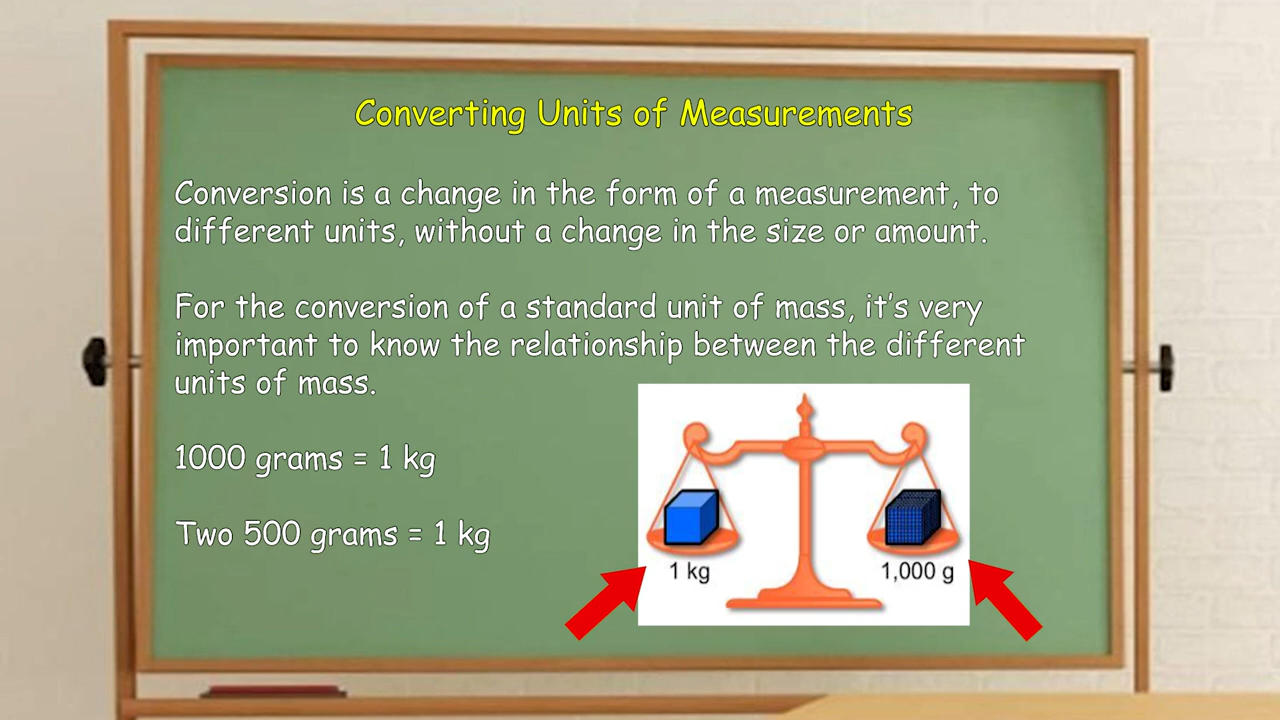 Converting Units of Measurements
Conversion is a change in the form of a measurement, to
different units, without a change in the size or amount.
For the conversion of a standard unit of mass, it's very
important to know the relationship between the different
units of mass.
1000 grams = 1 kg
Two 500 grams = 1 kg
1 kg
1,000 g